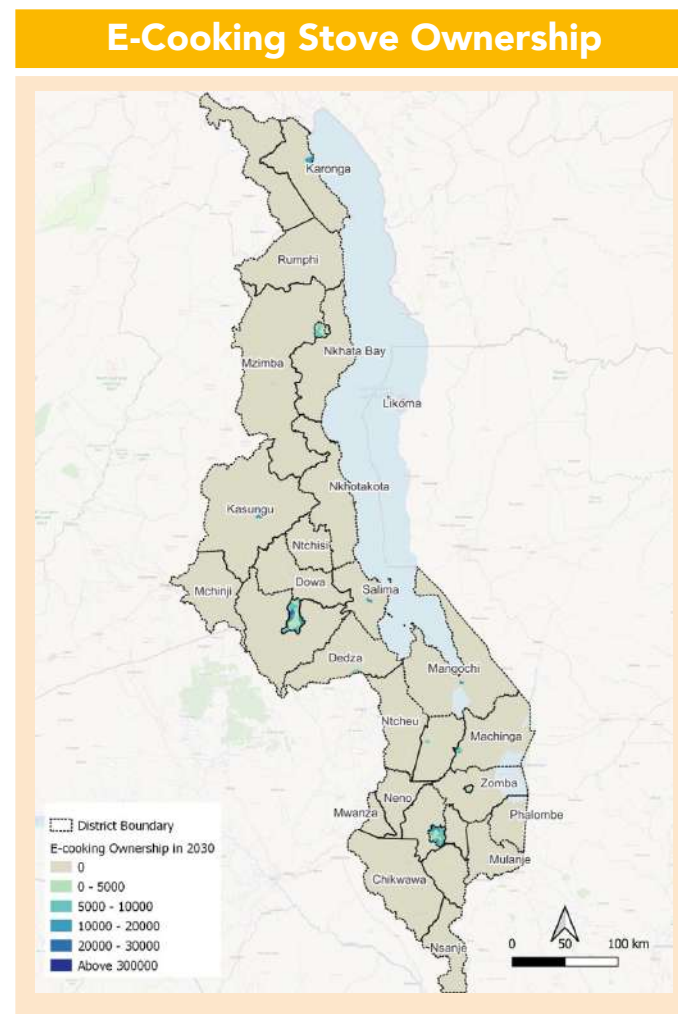 E-Cooking Stove Ownership
Karonga
Rumphi
Nkhata Bay
Mzimba
Likoma
Nkhotakota
Kasungu
Ntchisi
Dowa
Mchinji
Salima
Dedza
Mangochi
Ntcheu
Machinga
Zomba
Neno
Mwanza
Phalombe
Mulanje
Chikwawa
Nsanje
District Boundary
E-cooking Ownership in 2030
0
0 - 5000
5000 - 10000
10000 - 20000
20000 - 30000
Above 300000
0 50 100 km